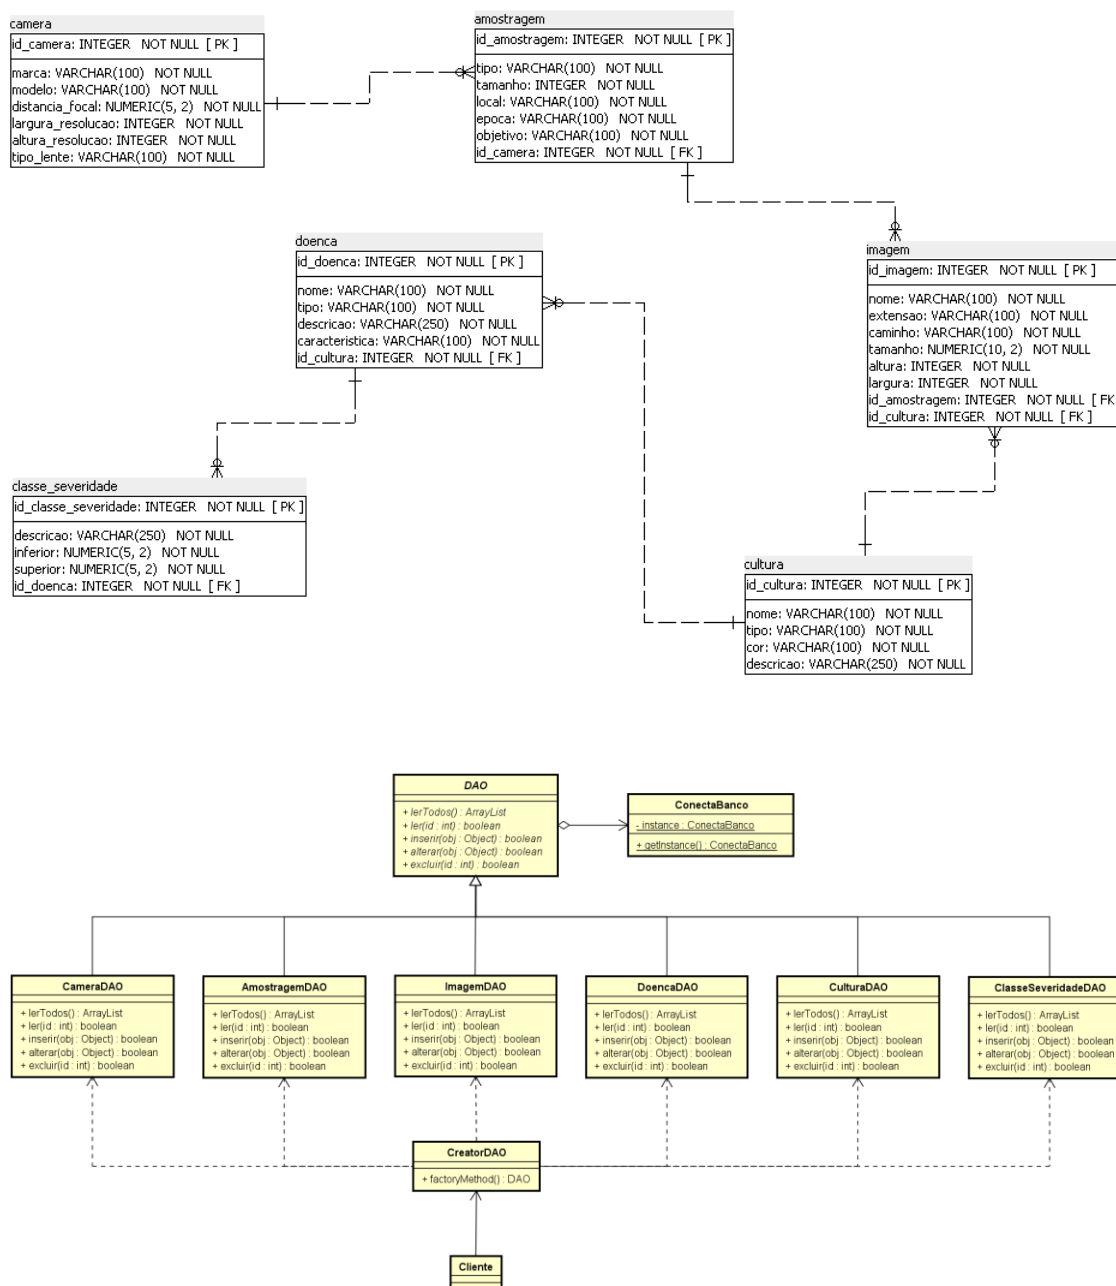 camera
id_camera: INTEGER NOT NULL [ PK ]
marca: VARCHAR(100) NOT NULL
modelo: VARCHAR(100) NOT NULL
distancia_focal: NUMERIC(5, 2) NOT NULL
largura_resolucao: INTEGER NOT NULL
altura_resolucao: INTEGER NOT NULL
tipo_lente: VARCHAR(100) NOT NULL
amostragem
id_amostragem: INTEGER NOT NULL [ PK ]
tipo: VARCHAR(100) NOT NULL
tamanho: INTEGER NOT NULL
local: VARCHAR(100) NOT NULL
epoca: VARCHAR(100) NOT NULL
objetivo: VARCHAR(100) NOT NULL
id_camera: INTEGER NOT NULL [ FK ]
doenca
id_doenca: INTEGER NOT NULL [ PK ]
nome: VARCHAR(100) NOT NULL
tipo: VARCHAR(100) NOT NULL
descricao: VARCHAR(250) NOT NULL
caracteristica: VARCHAR(100) NOT NULL
id_cultura: INTEGER NOT NULL [ FK ]
imagem
id_imagem: INTEGER NOT NULL [ PK ]
nome: VARCHAR(100) NOT NULL
extensao: VARCHAR(100) NOT NULL
caminho: VARCHAR(100) NOT NULL
tamanho: NUMERIC(10, 2) NOT NULL
altura: INTEGER NOT NULL
largura: INTEGER NOT NULL
id_amostragem: INTEGER NOT NULL [ FK
id_cultura: INTEGER NOT NULL [ FK ]
classe_severidade
id_classe_severidade: INTEGER NOT NULL [ PK ]
descricao: VARCHAR(250) NOT NULL
inferior: NUMERIC(5, 2) NOT NULL
superior: NUMERIC(5, 2) NOT NULL
id_doenca: INTEGER NOT NULL [ FK ]
cultura
id_cultura: INTEGER NOT NULL [ PK ]
nome: VARCHAR(100) NOT NULL
tipo: VARCHAR(100) NOT NULL
cor: VARCHAR(100) NOT NULL
descricao: VARCHAR(250) NOT NULL
DAO
+ lerTodos() : ArrayList
+ ler(id : int) : boolean
+ inserir(obj : Object) : boolean
+ alterar(obj : Object) : boolean
+ excluir(id : int) : boolean
ConectaBanco
- instance : ConectaBanco
+ getInstance() : ConectaBanco
CameraDAO
+ lerTodos() : ArrayList
+ ler(id : int) : boolean
+ inserir(obj : Object) : boolean
+ alterar(obj : Object) : boolean
+ excluir(id : int) : boolean
AmostragemDAO
+ lerTodos() : ArrayList
+ ler(id : int) : boolean
+ inserir(obj : Object) : boolean
+ alterar(obj : Object) : boolean
+ excluir(id : int) : boolean
ImagemDAO
+ lerTodos() : ArrayList
+ ler(id : int) : boolean
+ inserir(obj : Object) : boolean
+ alterar(obj : Object) : boolean
+ excluir(id : int) : boolean
DoencaDAO
+ lerTodos() : ArrayList
+ ler(id : int) : boolean
+ inserir(obj : Object) : boolean
+ alterar(obj : Object) : boolean
+ excluir(id : int) : boolean
CulturaDAO
+ lerTodos() : ArrayList
+ ler(id : int) : boolean
+ inserir(obj : Object) : boolean
+ alterar(obj : Object) : boolean
+ excluir(id : int) : boolean
ClasseSeveridadeDAO
+ lerTodos() : ArrayList
+ ler(id : int) : boolean
+ inserir(obj : Object) : boolean
+ alterar(obj : Object) : boolean
+ excluir(id : int) : boolean
CreatorDAO
+ factoryMethod() : DAO
Cliente